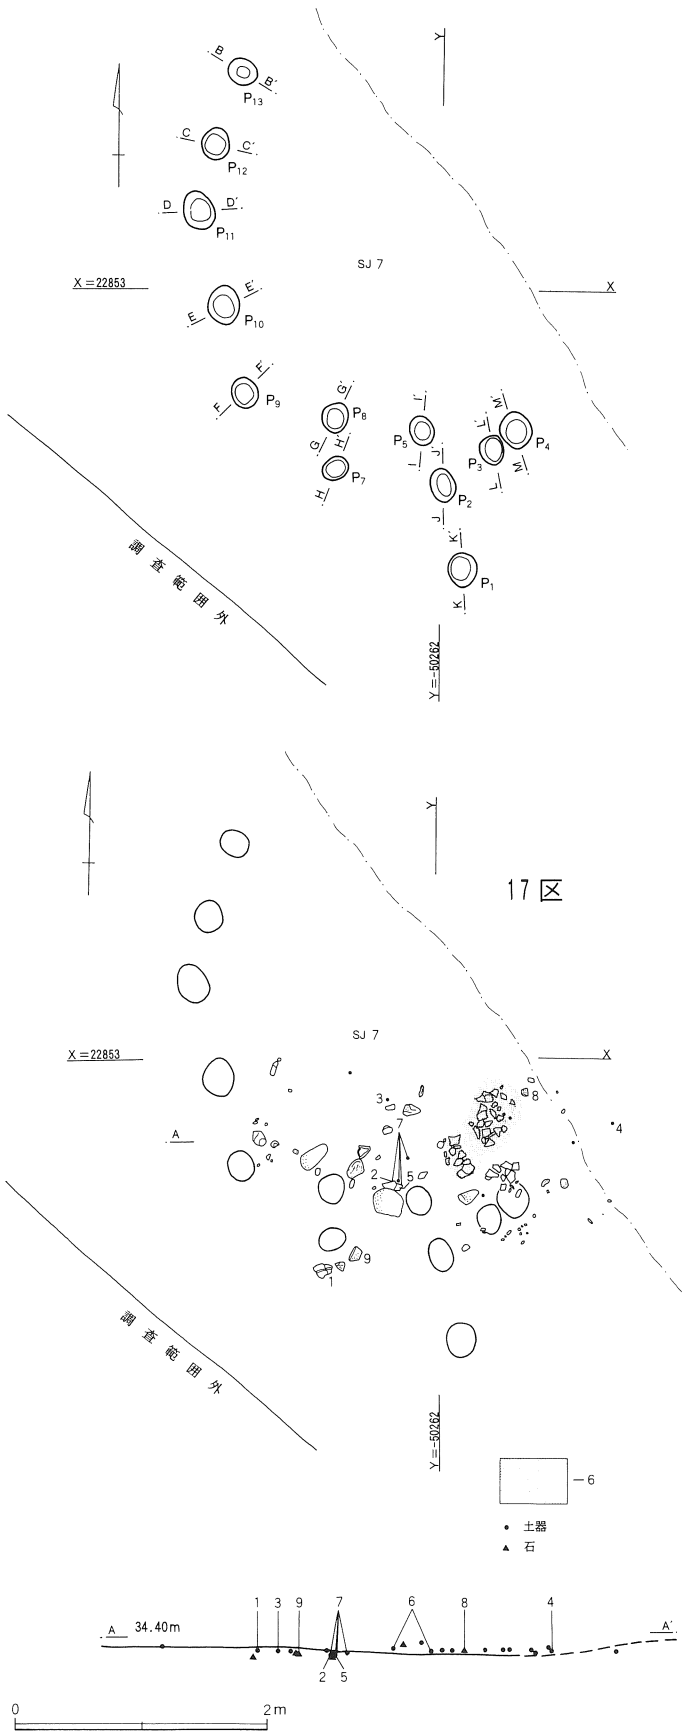 Y
B
B′
P13
C
C′
P12
D
D′
P11
SJ 7
X=22853
X
E′
E
P10
F′
F
P9
G′
P8
G
H′
P7
H
I′
P5
I
J′
P2
J
L′
P3
L
M′
P4
M
K′
P1
K
調査範囲外
Y=-50262
Y
17区
SJ 7
X=22853
X
3
8
7
4
A
2
5
9
1
調査範囲外
Y=-50262
6
土器
石
1 3 9 7 6 8 4
A 34.40m A′
2 5
0 2m